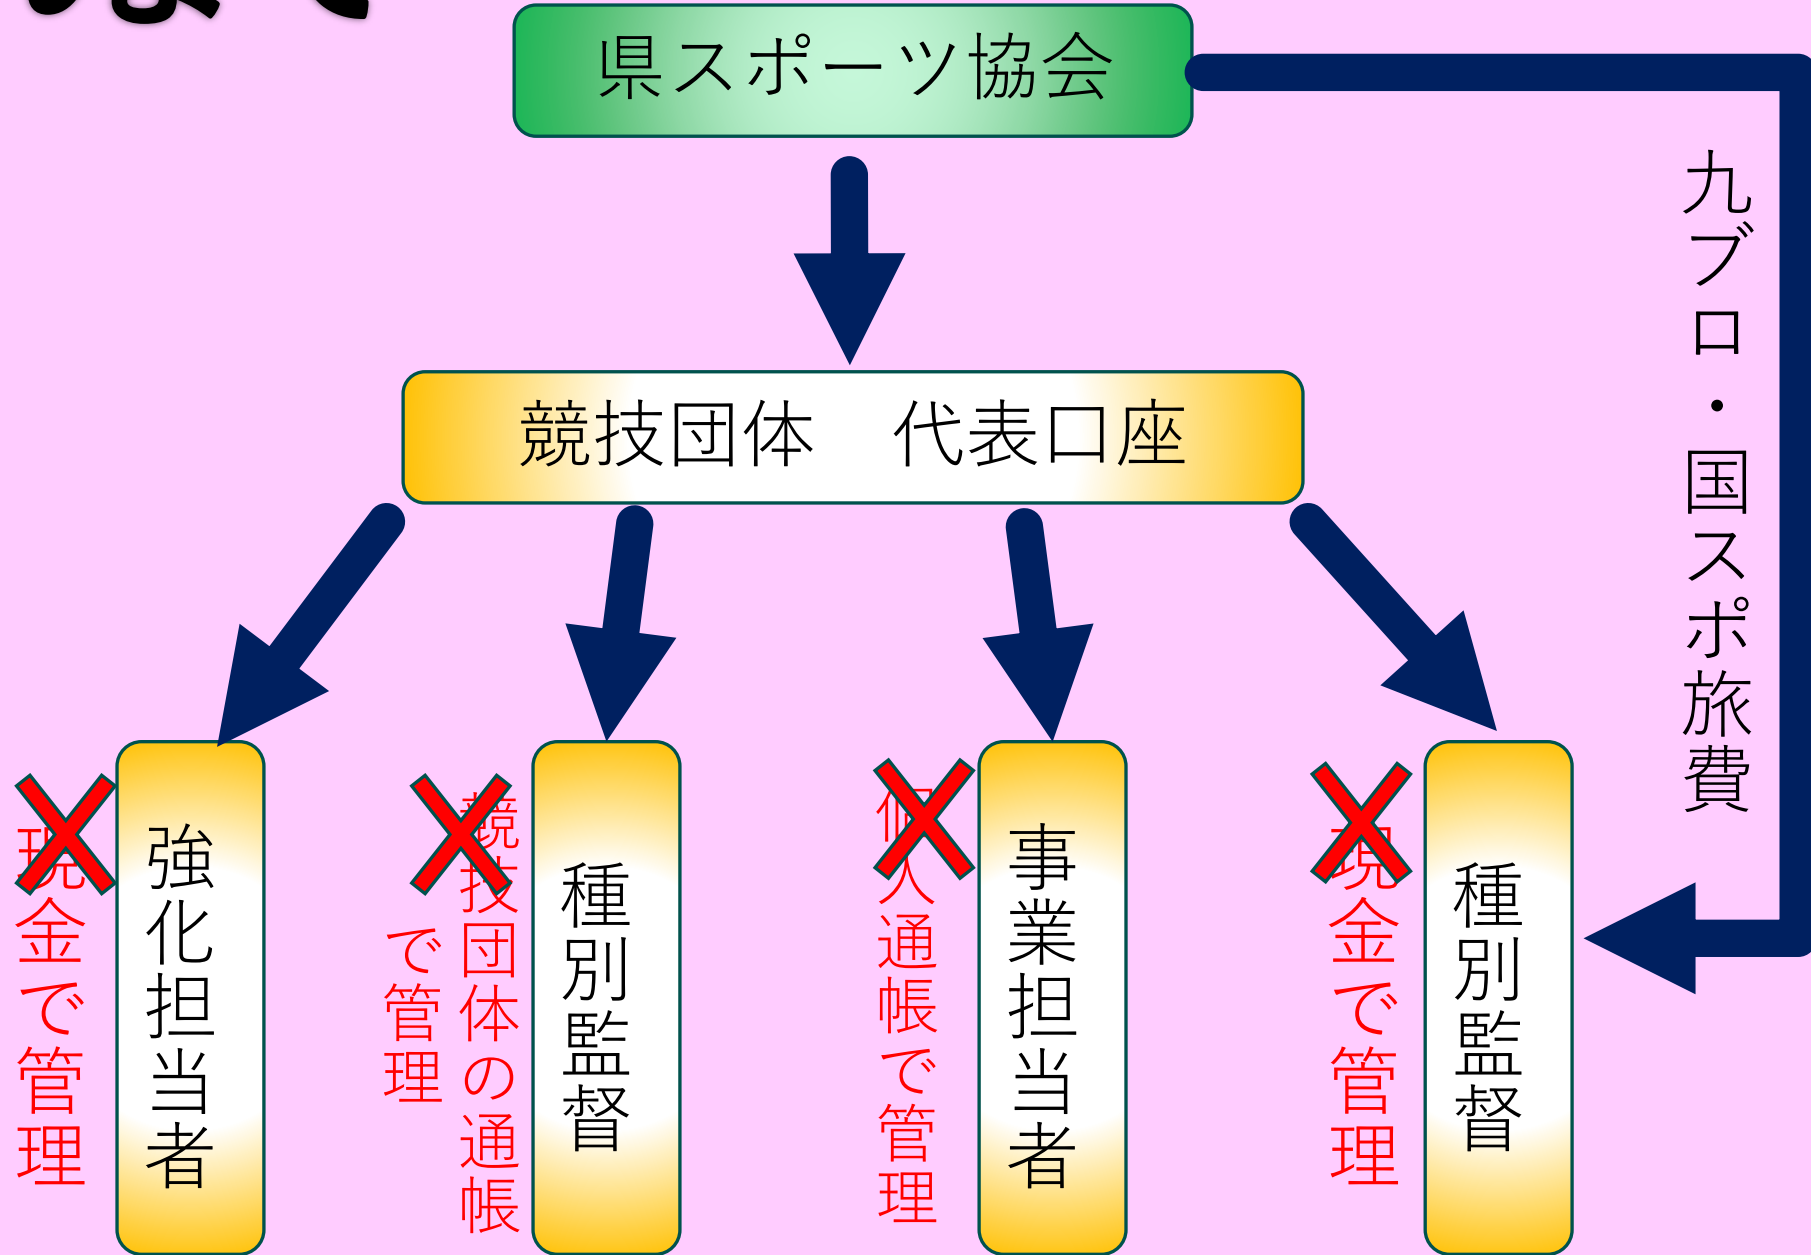 県スポーツ協会
九ブロ・国スポ旅費
競技団体　代表口座
現金で管理
強化担当者
競技団体の通帳
で管理
種別監督
個人通帳で管理
事業担当者
現金で管理
種別監督